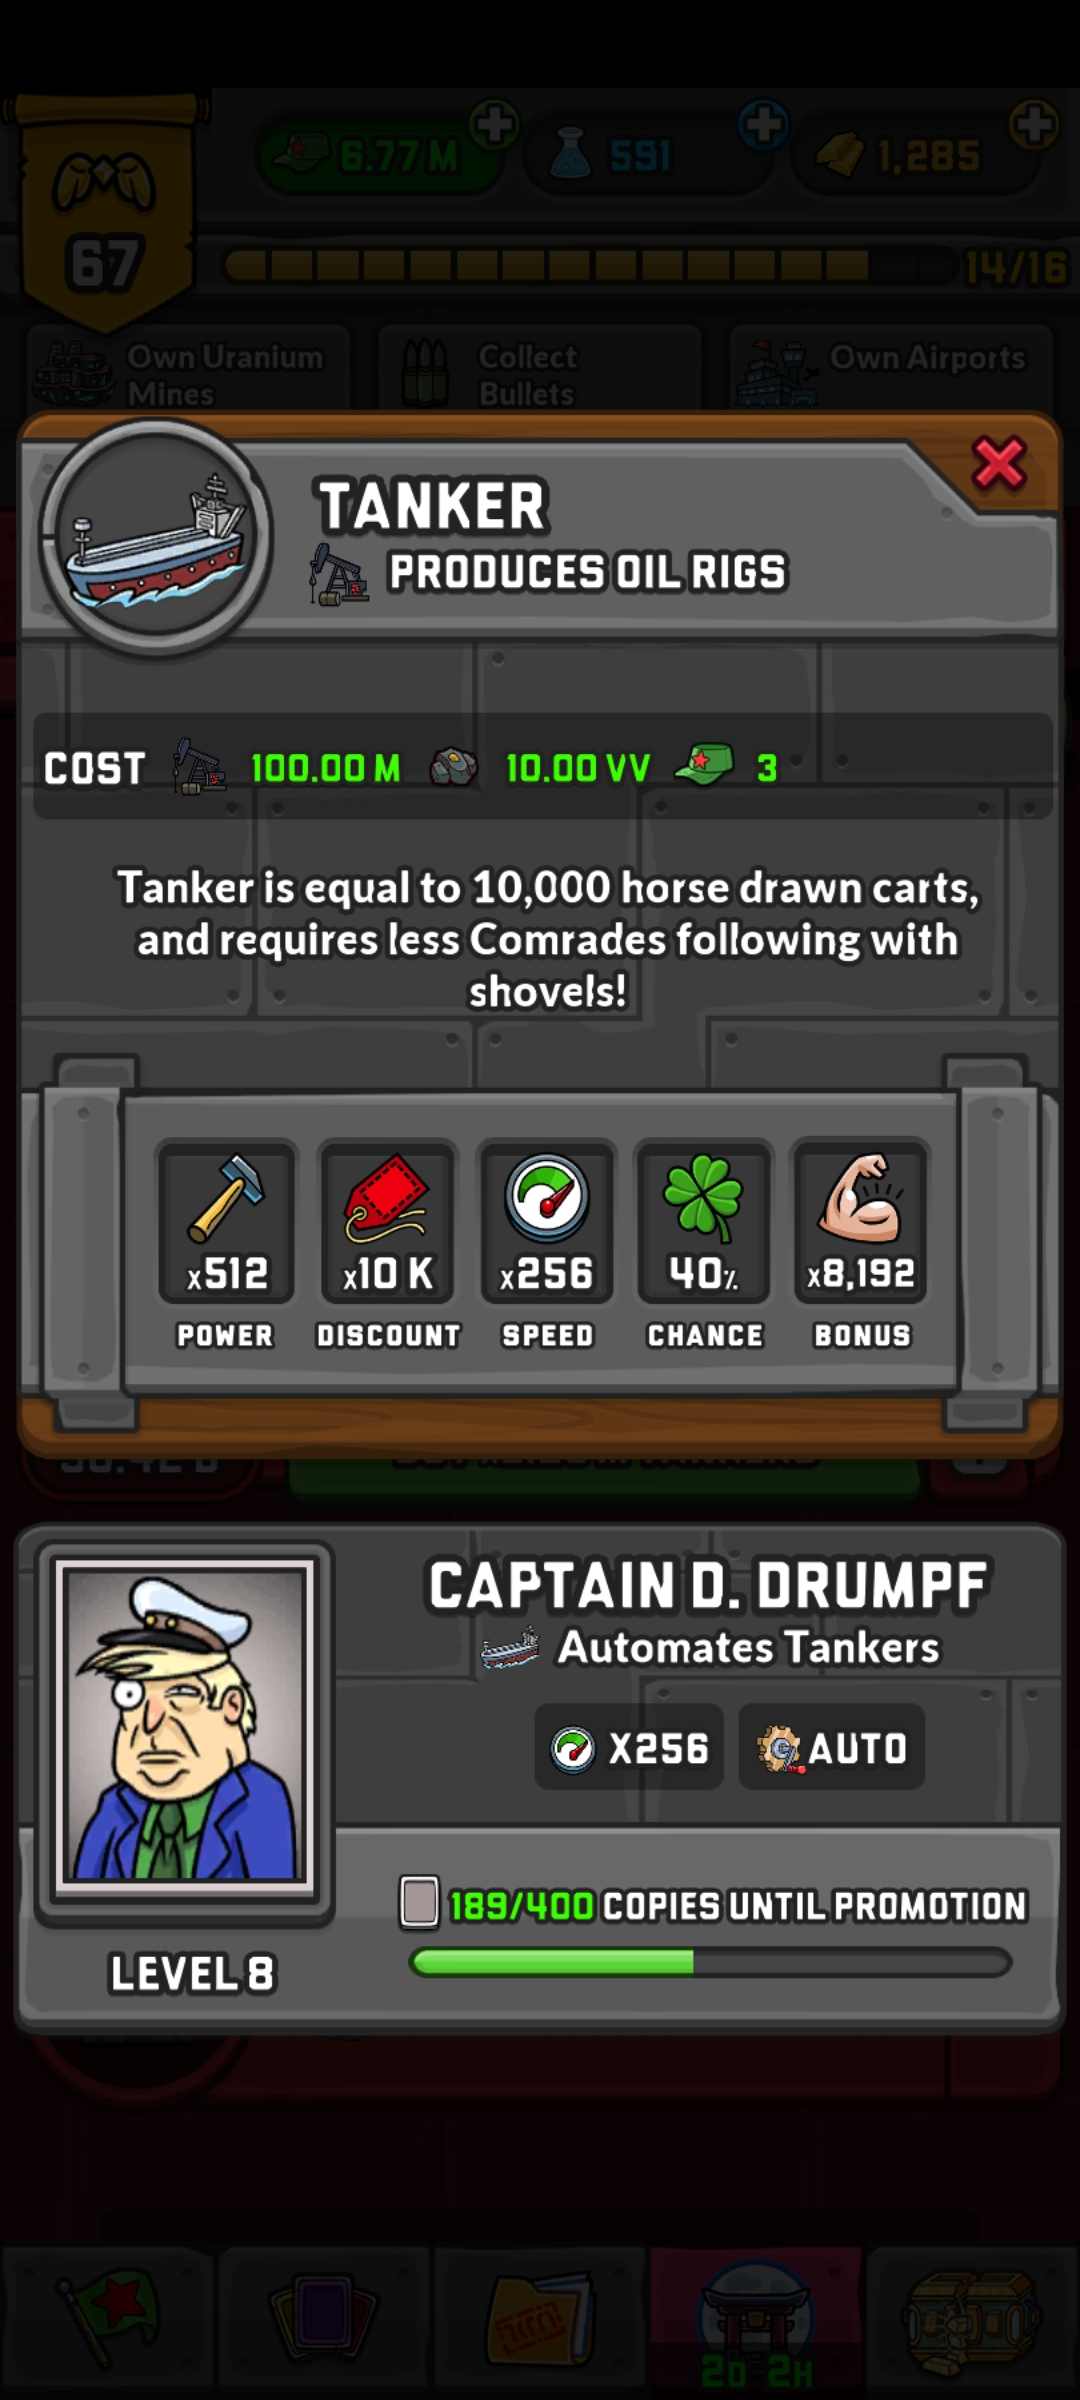 6.77 M
591
1,285
67
14/16
Own Uranium
Mines
Collect
Bullets
Own Airports
TANKER
PRODUCES OIL RIGS
COST 100.00 M 10.00 VV 3
Tanker is equal to 10,000 horse drawn carts,
and requires less Comrades following with
shovels!
x512
x10 K
x256
40%
x8,192
POWER
DISCOUNT
SPEED
CHANCE
BONUS
CAPTAIN D. DRUMPF
Automates Tankers
X256
AUTO
189/400 COPIES UNTIL PROMOTION
LEVEL 8
2D 2H